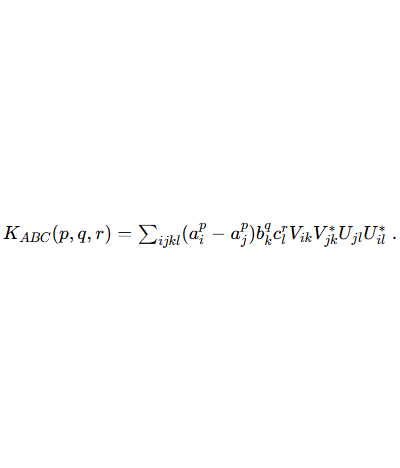 $K_{ABC}(p,q,r) = \sum_{ijkl}(a_i^p - a_j^p)b_k^q c_l^r V_{ik}V_{jk}^*U_{jl}U_{il}^*$ .